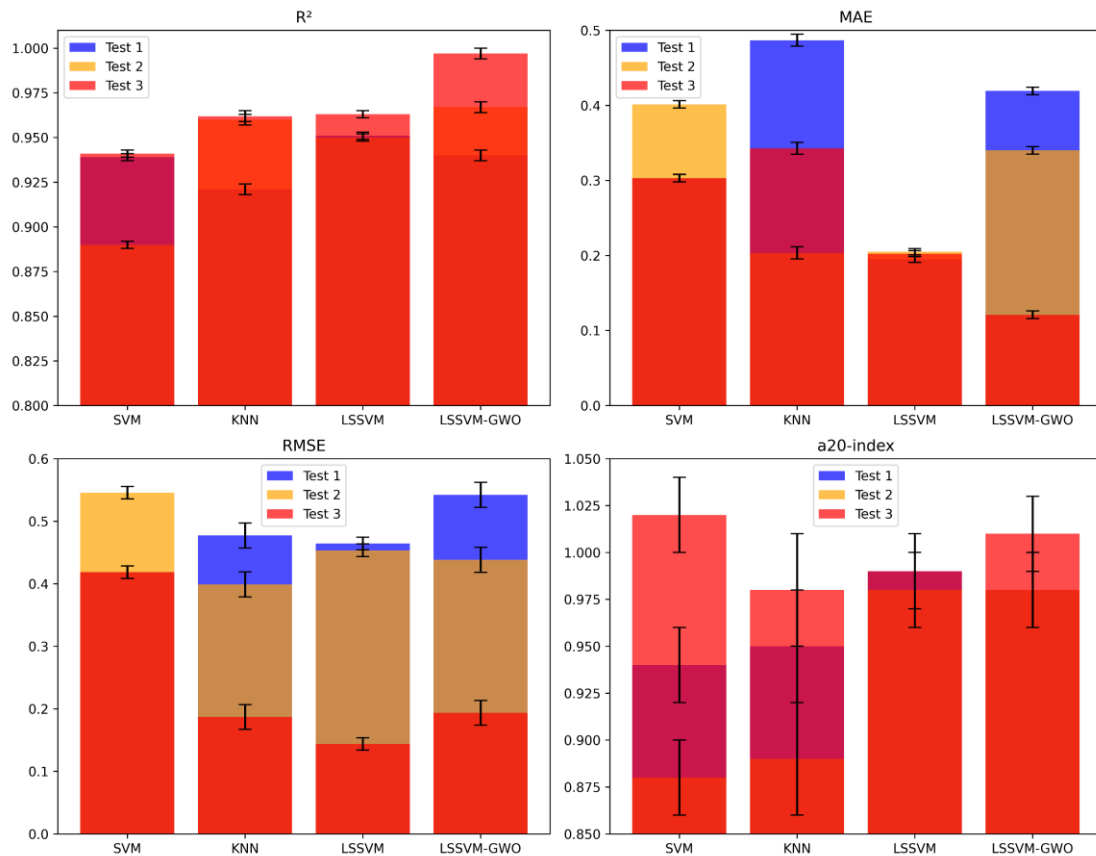 R²
1.000
0.975
0.950
0.925
0.900
0.875
0.850
0.825
0.800
Test 1
Test 2
Test 3
SVM
KNN
LSSVM
LSSVM-GWO
MAE
0.5
0.4
0.3
0.2
0.1
0.0
Test 1
Test 2
Test 3
SVM
KNN
LSSVM
LSSVM-GWO
RMSE
0.6
0.5
0.4
0.3
0.2
0.1
0.0
Test 1
Test 2
Test 3
SVM
KNN
LSSVM
LSSVM-GWO
a20-index
1.050
1.025
1.000
0.975
0.950
0.925
0.900
0.875
0.850
Test 1
Test 2
Test 3
SVM
KNN
LSSVM
LSSVM-GWO